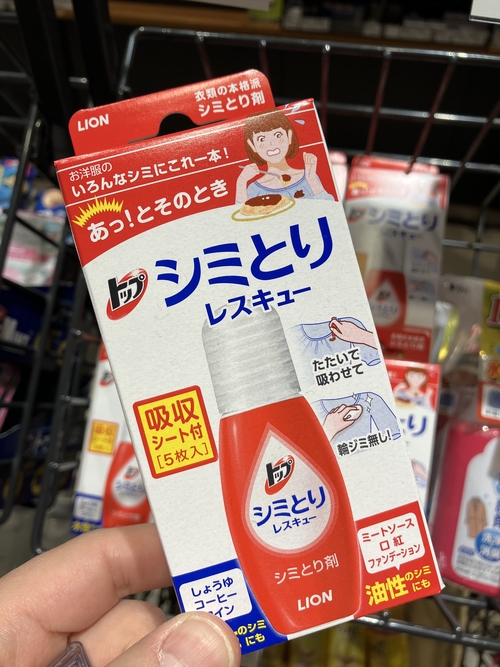 LION
衣類の本格派
シミとり剤
お洋服の
いろんなシミにこれ一本!
あっ!とそのとき
トップ
シミとり
レスキュー
たたいて
吸わせて
輪ジミ無し!
吸収
シート付
[5枚入]
トップ
シミとり
レスキュー
シミとり剤
LION
しょうゆ
コーヒー
イン
のシミ
にも
ミートソース
口紅
ファンデーション
油性のシミ
にも
シミとり